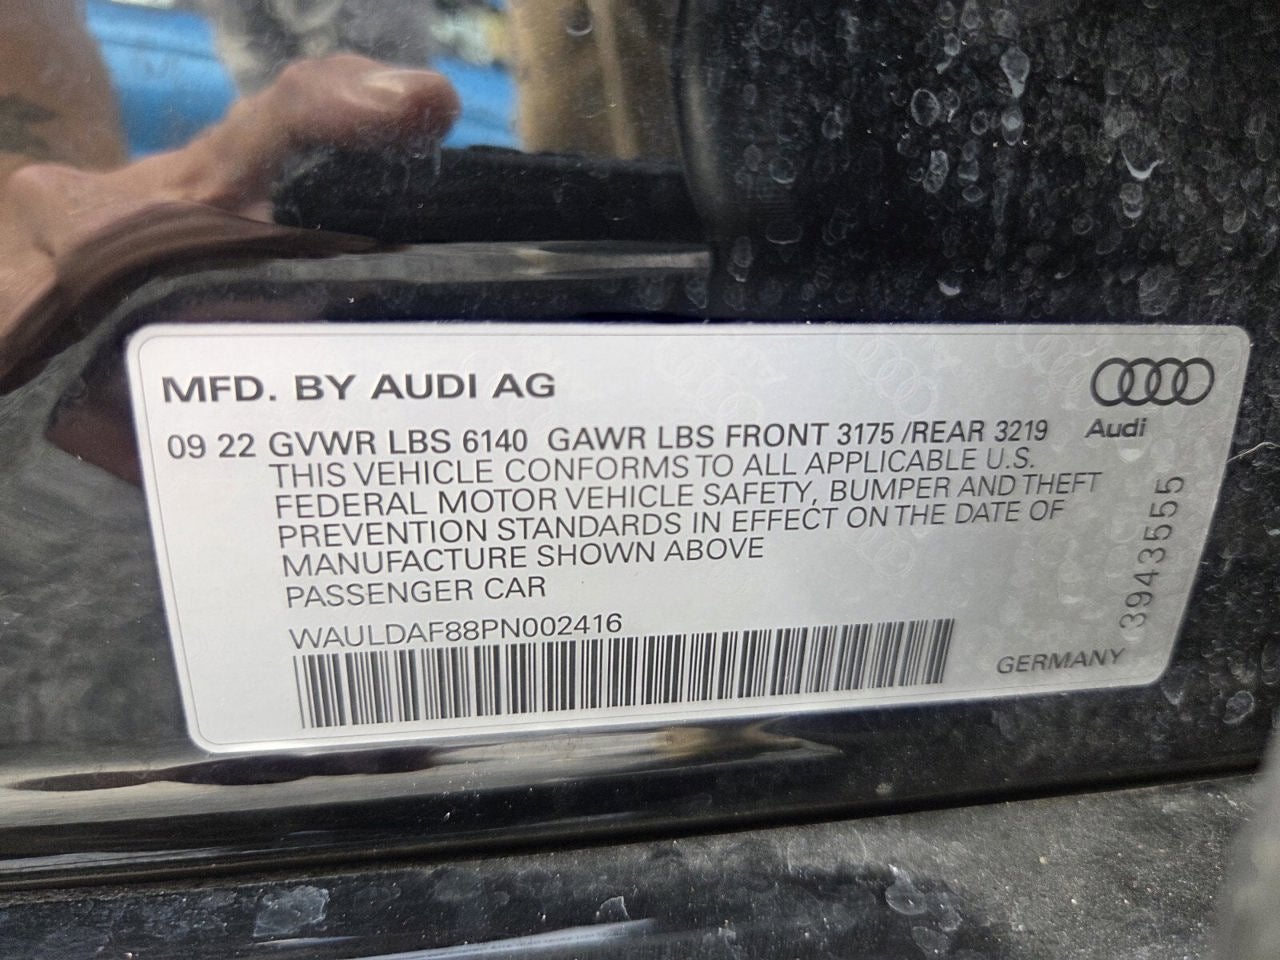 MFD. BY AUDI AG
Audi
09 22 GVWR LBS 6140 GAWR LBS FRONT 3175 /REAR 3219
THIS VEHICLE CONFORMS TO ALL APPLICABLE U.S.
FEDERAL MOTOR VEHICLE SAFETY, BUMPER AND THEFT
PREVENTION STANDARDS IN EFFECT ON THE DATE OF
MANUFACTURE SHOWN ABOVE
PASSENGER CAR
WAULDAF88PN002416
GERMANY
3943555